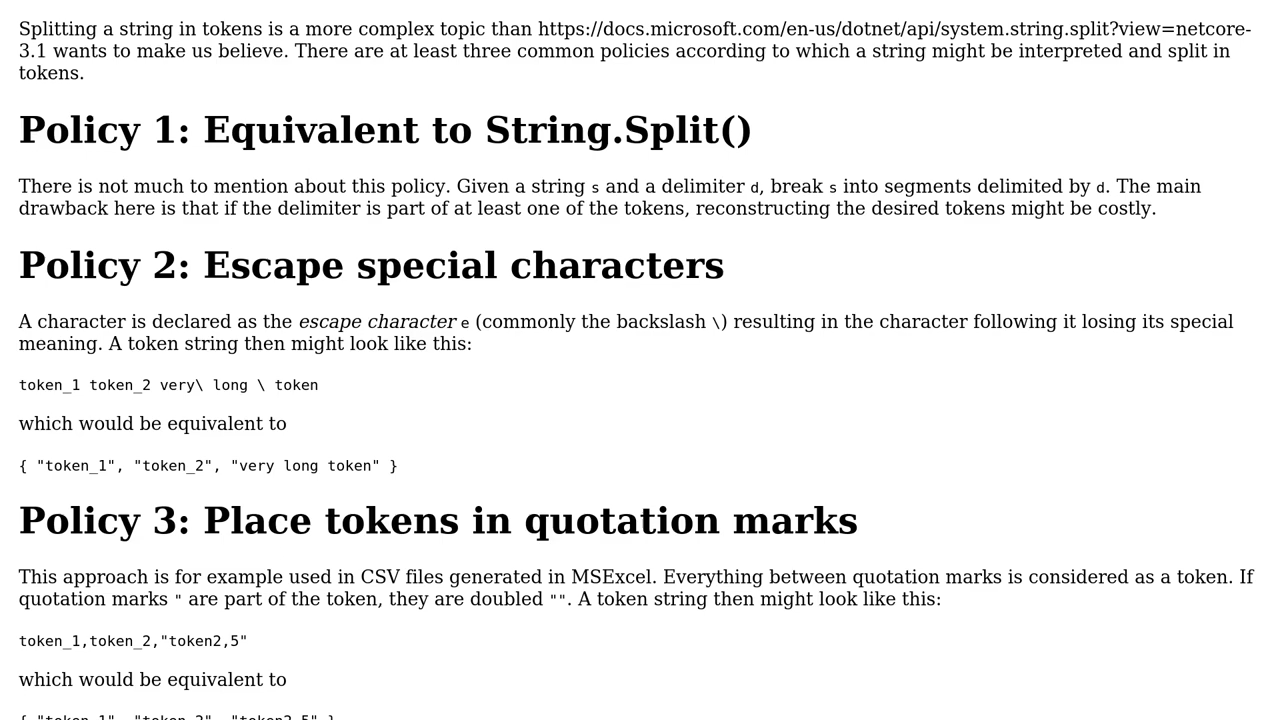 Splitting a string in tokens is a more complex topic than https://docs.microsoft.com/en-us/dotnet/api/system.string.split?view=netcore-
3.1 wants to make us believe. There are at least three common policies according to which a string might be interpreted and split in
tokens.
Policy 1: Equivalent to String.Split()
There is not much to mention about this policy. Given a string s and a delimiter d, break s into segments delimited by d. The main
drawback here is that if the delimiter is part of at least one of the tokens, reconstructing the desired tokens might be costly.
Policy 2: Escape special characters
A character is declared as the escape character e (commonly the backslash \) resulting in the character following it losing its special
meaning. A token string then might look like this:
token_1 token_2 very\ long \ token
which would be equivalent to
{ "token_1", "token_2", "very long token" }
Policy 3: Place tokens in quotation marks
This approach is for example used in CSV files generated in MSExcel. Everything between quotation marks is considered as a token. If
quotation marks " are part of the token, they are doubled "". A token string then might look like this:
token_1,token_2,"token2,5"
which would be equivalent to
{ "token_1", "token_2", "token2,5" }